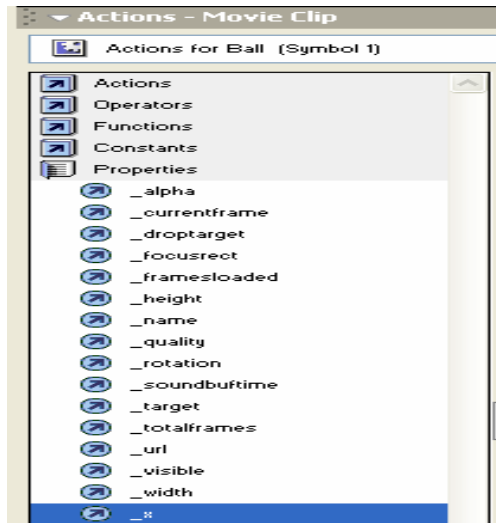 Actions - Movie Clip
Actions for Ball (Symbol 1)
Actions
Operators
Functions
Constants
Properties
_alpha
_currentframe
_droptarget
_focusrect
_framesloaded
_height
_name
_quality
_rotation
_soundbuftime
_target
_totalframes
_url
_visible
_width
_x